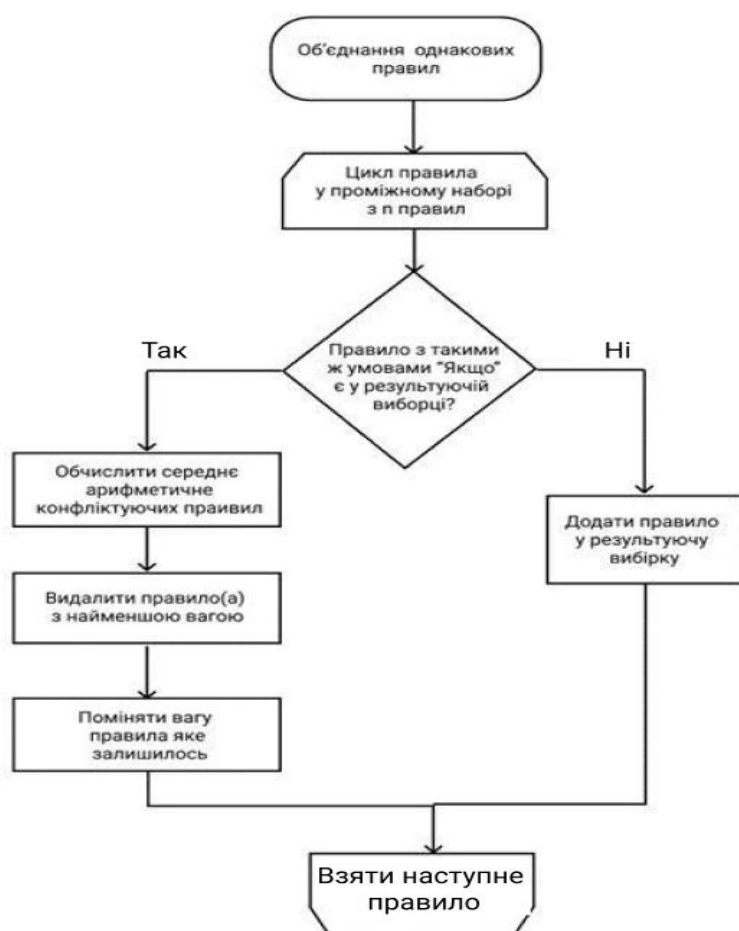 Об'єднання однакових
правил
Цикл правила
у проміжному наборі
з n правил
Так
Ні
Правило з такими
ж умовами "Якщо"
є у результуючій
виборці?
Обчислити середнє
арифметичне
конфліктуючих праивил
Додати правило
у результуючу
вибірку
Видалити правило(а)
з найменшою вагою
Поміняти вагу
правила яке
залишилось
Взяти наступне
правило